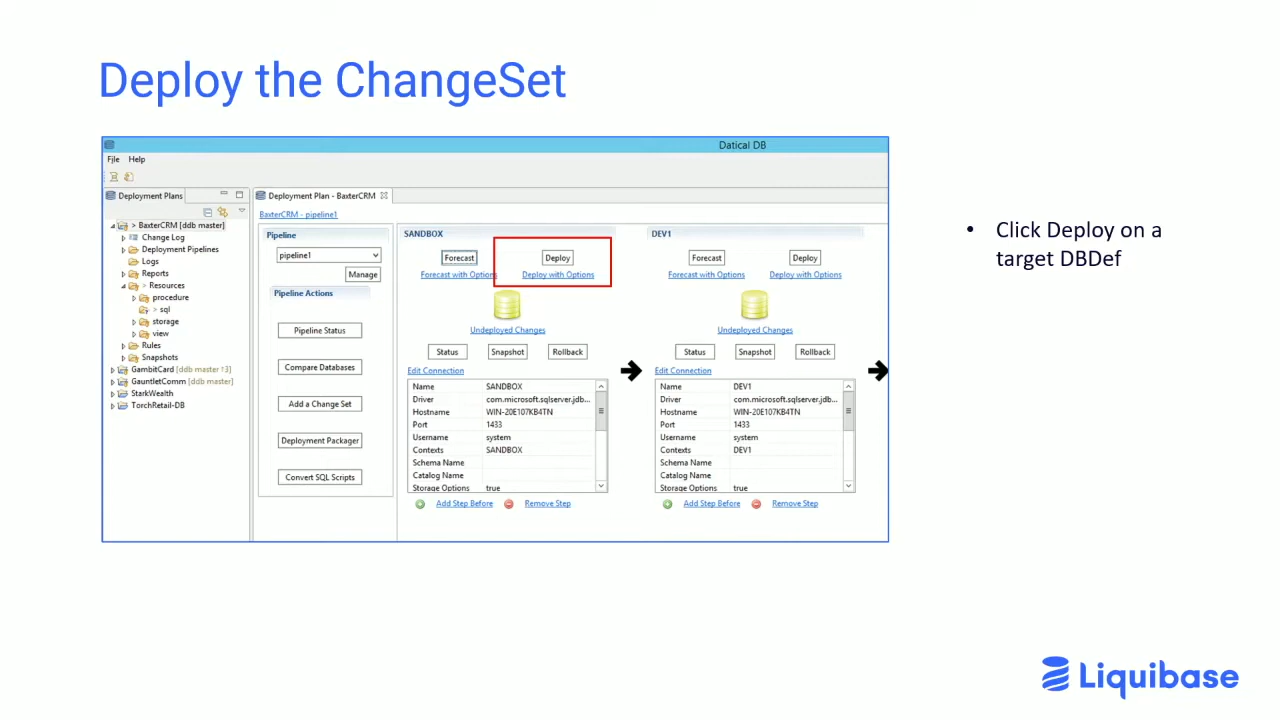 Deploy the ChangeSet
Datical DB
File Help
Deployment Plans
Deployment Plan - BaxterCRM
> BaxterCRM [ddb master]
Change Log
Deployment Pipelines
Logs
Reports
> Resources
procedure
> sql
storage
view
Rules
Snapshots
GambitCard [ddb master ↑3]
GauntletComm [ddb master]
StarkWealth
TorchRetail-DB
BaxterCRM - pipeline1
Pipeline
pipeline1
Manage
Pipeline Actions
Pipeline Status
Compare Databases
Add a Change Set
Deployment Packager
Convert SQL Scripts
SANDBOX
Forecast Deploy
Forecast with Options Deploy with Options
Undeployed Changes
Status Snapshot Rollback
Edit Connection
Name SANDBOX
Driver com.microsoft.sqlserver.jdb...
Hostname WIN-20E107KB4TN
Port 1433
Username system
Contexts SANDBOX
Schema Name
Catalog Name
Storage Options true
Add Step Before Remove Step
DEV1
Forecast Deploy
Forecast with Options Deploy with Options
Undeployed Changes
Status Snapshot Rollback
Edit Connection
Name DEV1
Driver com.microsoft.sqlserver.jdb...
Hostname WIN-20E107KB4TN
Port 1433
Username system
Contexts DEV1
Schema Name
Catalog Name
Storage Options true
Add Step Before Remove Step
• Click Deploy on a
target DBDef
Liquibase